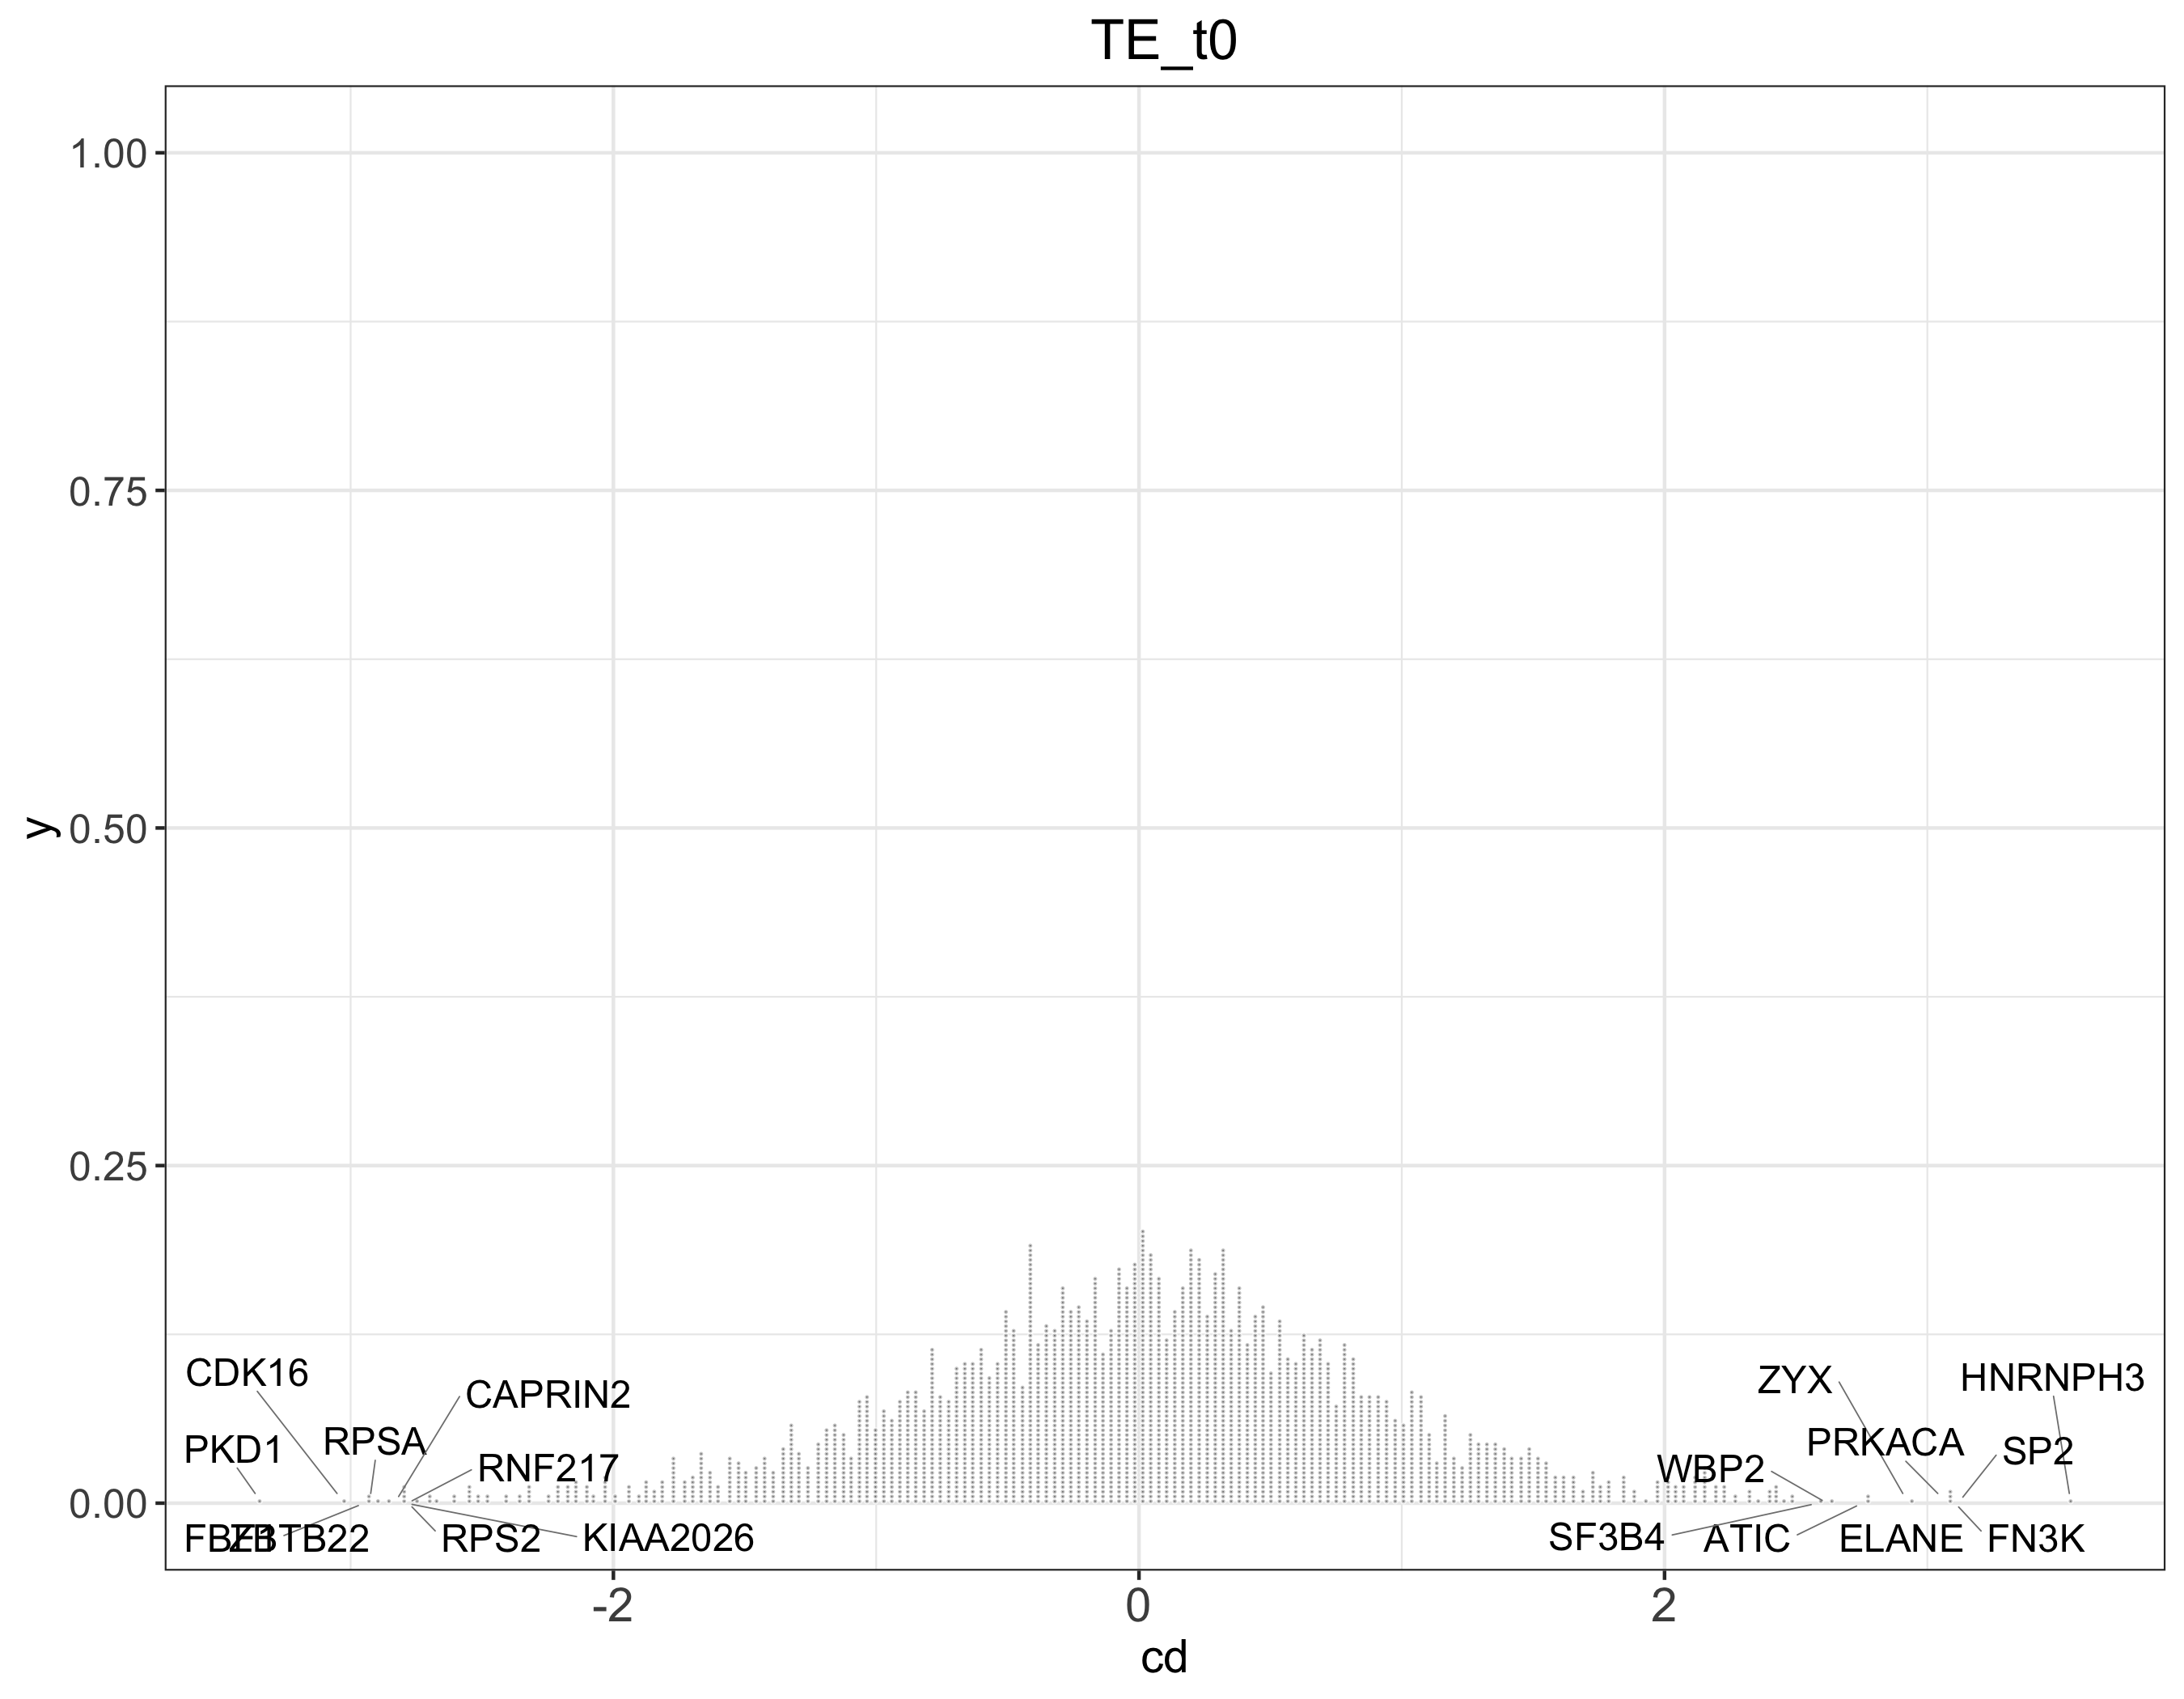 TE_t0
1.00
0.75
0.50
0.25
0.00
y
CDK16
CAPRIN2
PKD1
RPSA
RNF217
FBXL1
ZBTB22
RPS2
KIAA2026
ZYX
HNRNPH3
PRKACA
SP2
WBP2
SF3B4
ATIC
ELANE
FN3K
-2
0
2
cd